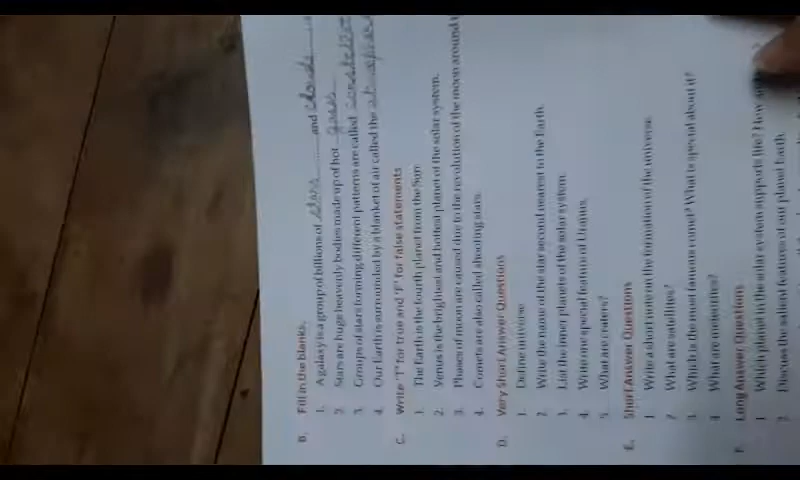 B. Fill in the blanks.
1. A galaxy is a group of billions of stars and clouds
2. Stars are huge heavenly bodies made up of hot gases
3. Groups of stars forming different patterns are called constellat
4. Our Earth is surrounded by a blanket of air called the
C. Write 'T' for true and 'F' for false statements
1. The Earth is the fourth planet from the Sun.
2. Venus is the brightest and hottest planet of the solar system.
3. Phases of moon are caused due to the revolution of the moon around
4. Comets are also called shooting stars.
D. Very Short Answer Questions
1. Define universe
2. Write the name of the star second nearest to the Earth.
3. List the inner planets of the solar system.
4. Write one special feature of Uranus.
5. What are craters?
E. Short Answer Questions
1. Write a short note on the formation of the universe.
2. What are satellites?
3. Which is the most famous comet? What is special about it?
4. What are meteorites?
F. Long Answer Questions
1. Which planet in the solar system supports life? How
2. Discuss the salient features of our planet Earth.